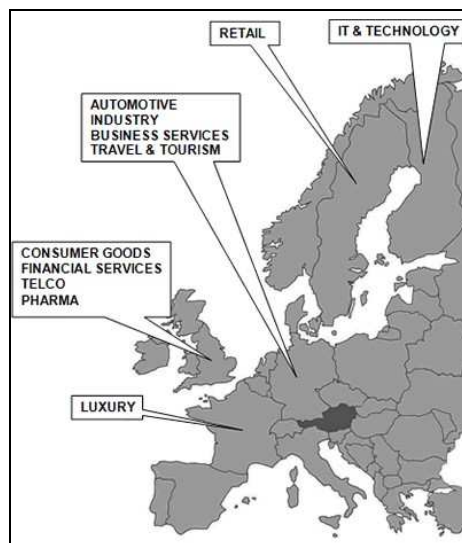 RETAIL
IT & TECHNOLOGY
AUTOMOTIVE
INDUSTRY
BUSINESS SERVICES
TRAVEL & TOURISM
CONSUMER GOODS
FINANCIAL SERVICES
TELCO
PHARMA
LUXURY